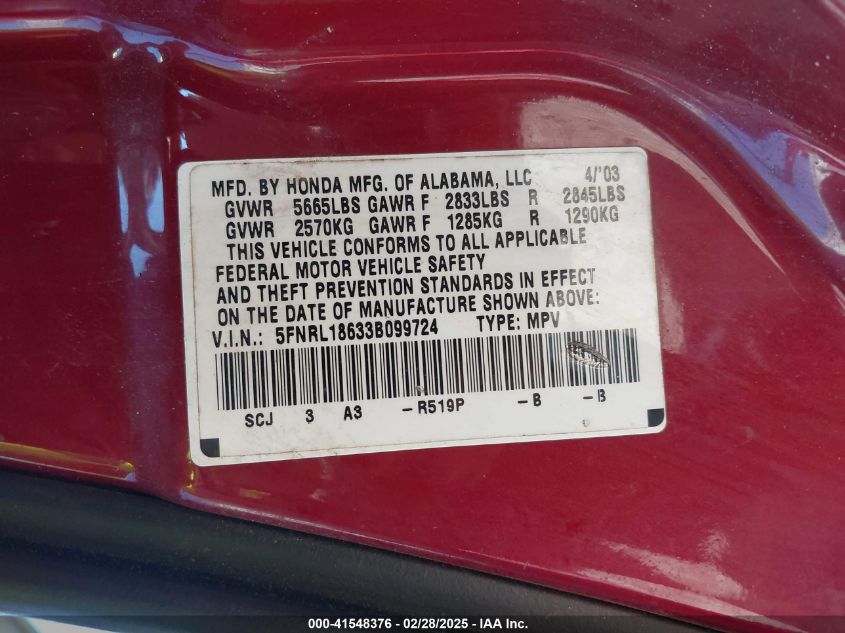 MFD. BY HONDA MFG. OF ALABAMA, LLC 4/'03
GVWR 5665LBS GAWR F 2833LBS R 2845LBS
GVWR 2570KG GAWR F 1285KG R 1290KG
THIS VEHICLE CONFORMS TO ALL APPLICABLE
FEDERAL MOTOR VEHICLE SAFETY
AND THEFT PREVENTION STANDARDS IN EFFECT
ON THE DATE OF MANUFACTURE SHOWN ABOVE:
V.I.N.: 5FNRL18633B099724 TYPE: MPV
SCJ 3 A3 -R519P -B -B
000-41548376 - 02/28/2025 - IAA Inc.